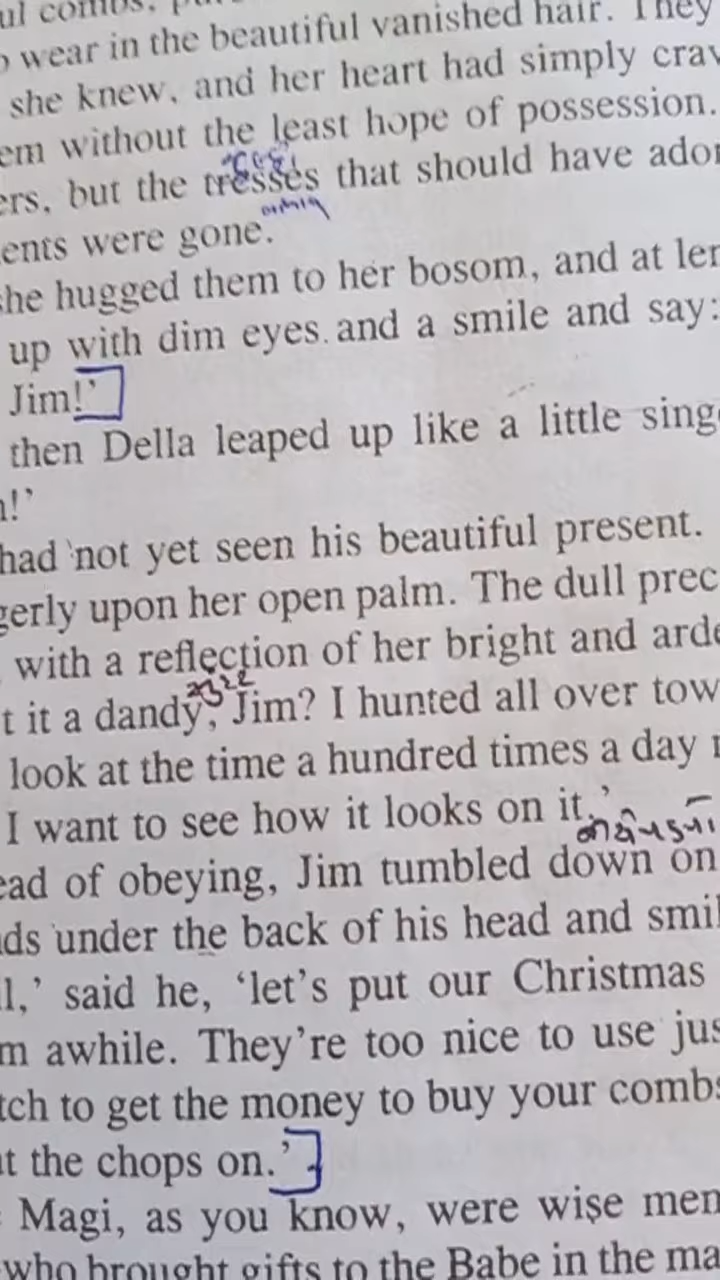 wear in the beautiful vanished hair. They
she knew, and her heart had simply crav
em without the least hope of possession.
ers, but the tresses that should have ador
ents were gone.
she hugged them to her bosom, and at len
up with dim eyes and a smile and say:
Jim!’
then Della leaped up like a little singe
!’
had not yet seen his beautiful present.
gerly upon her open palm. The dull prec
with a reflection of her bright and arde
t it a dandy, Jim? I hunted all over tow
look at the time a hundred times a day
I want to see how it looks on it.’
ead of obeying, Jim tumbled down on
ds under the back of his head and smil
l,’ said he, ‘let’s put our Christmas
m awhile. They’re too nice to use jus
tch to get the money to buy your combs
t the chops on.’
Magi, as you know, were wise men
who brought gifts to the Babe in the ma